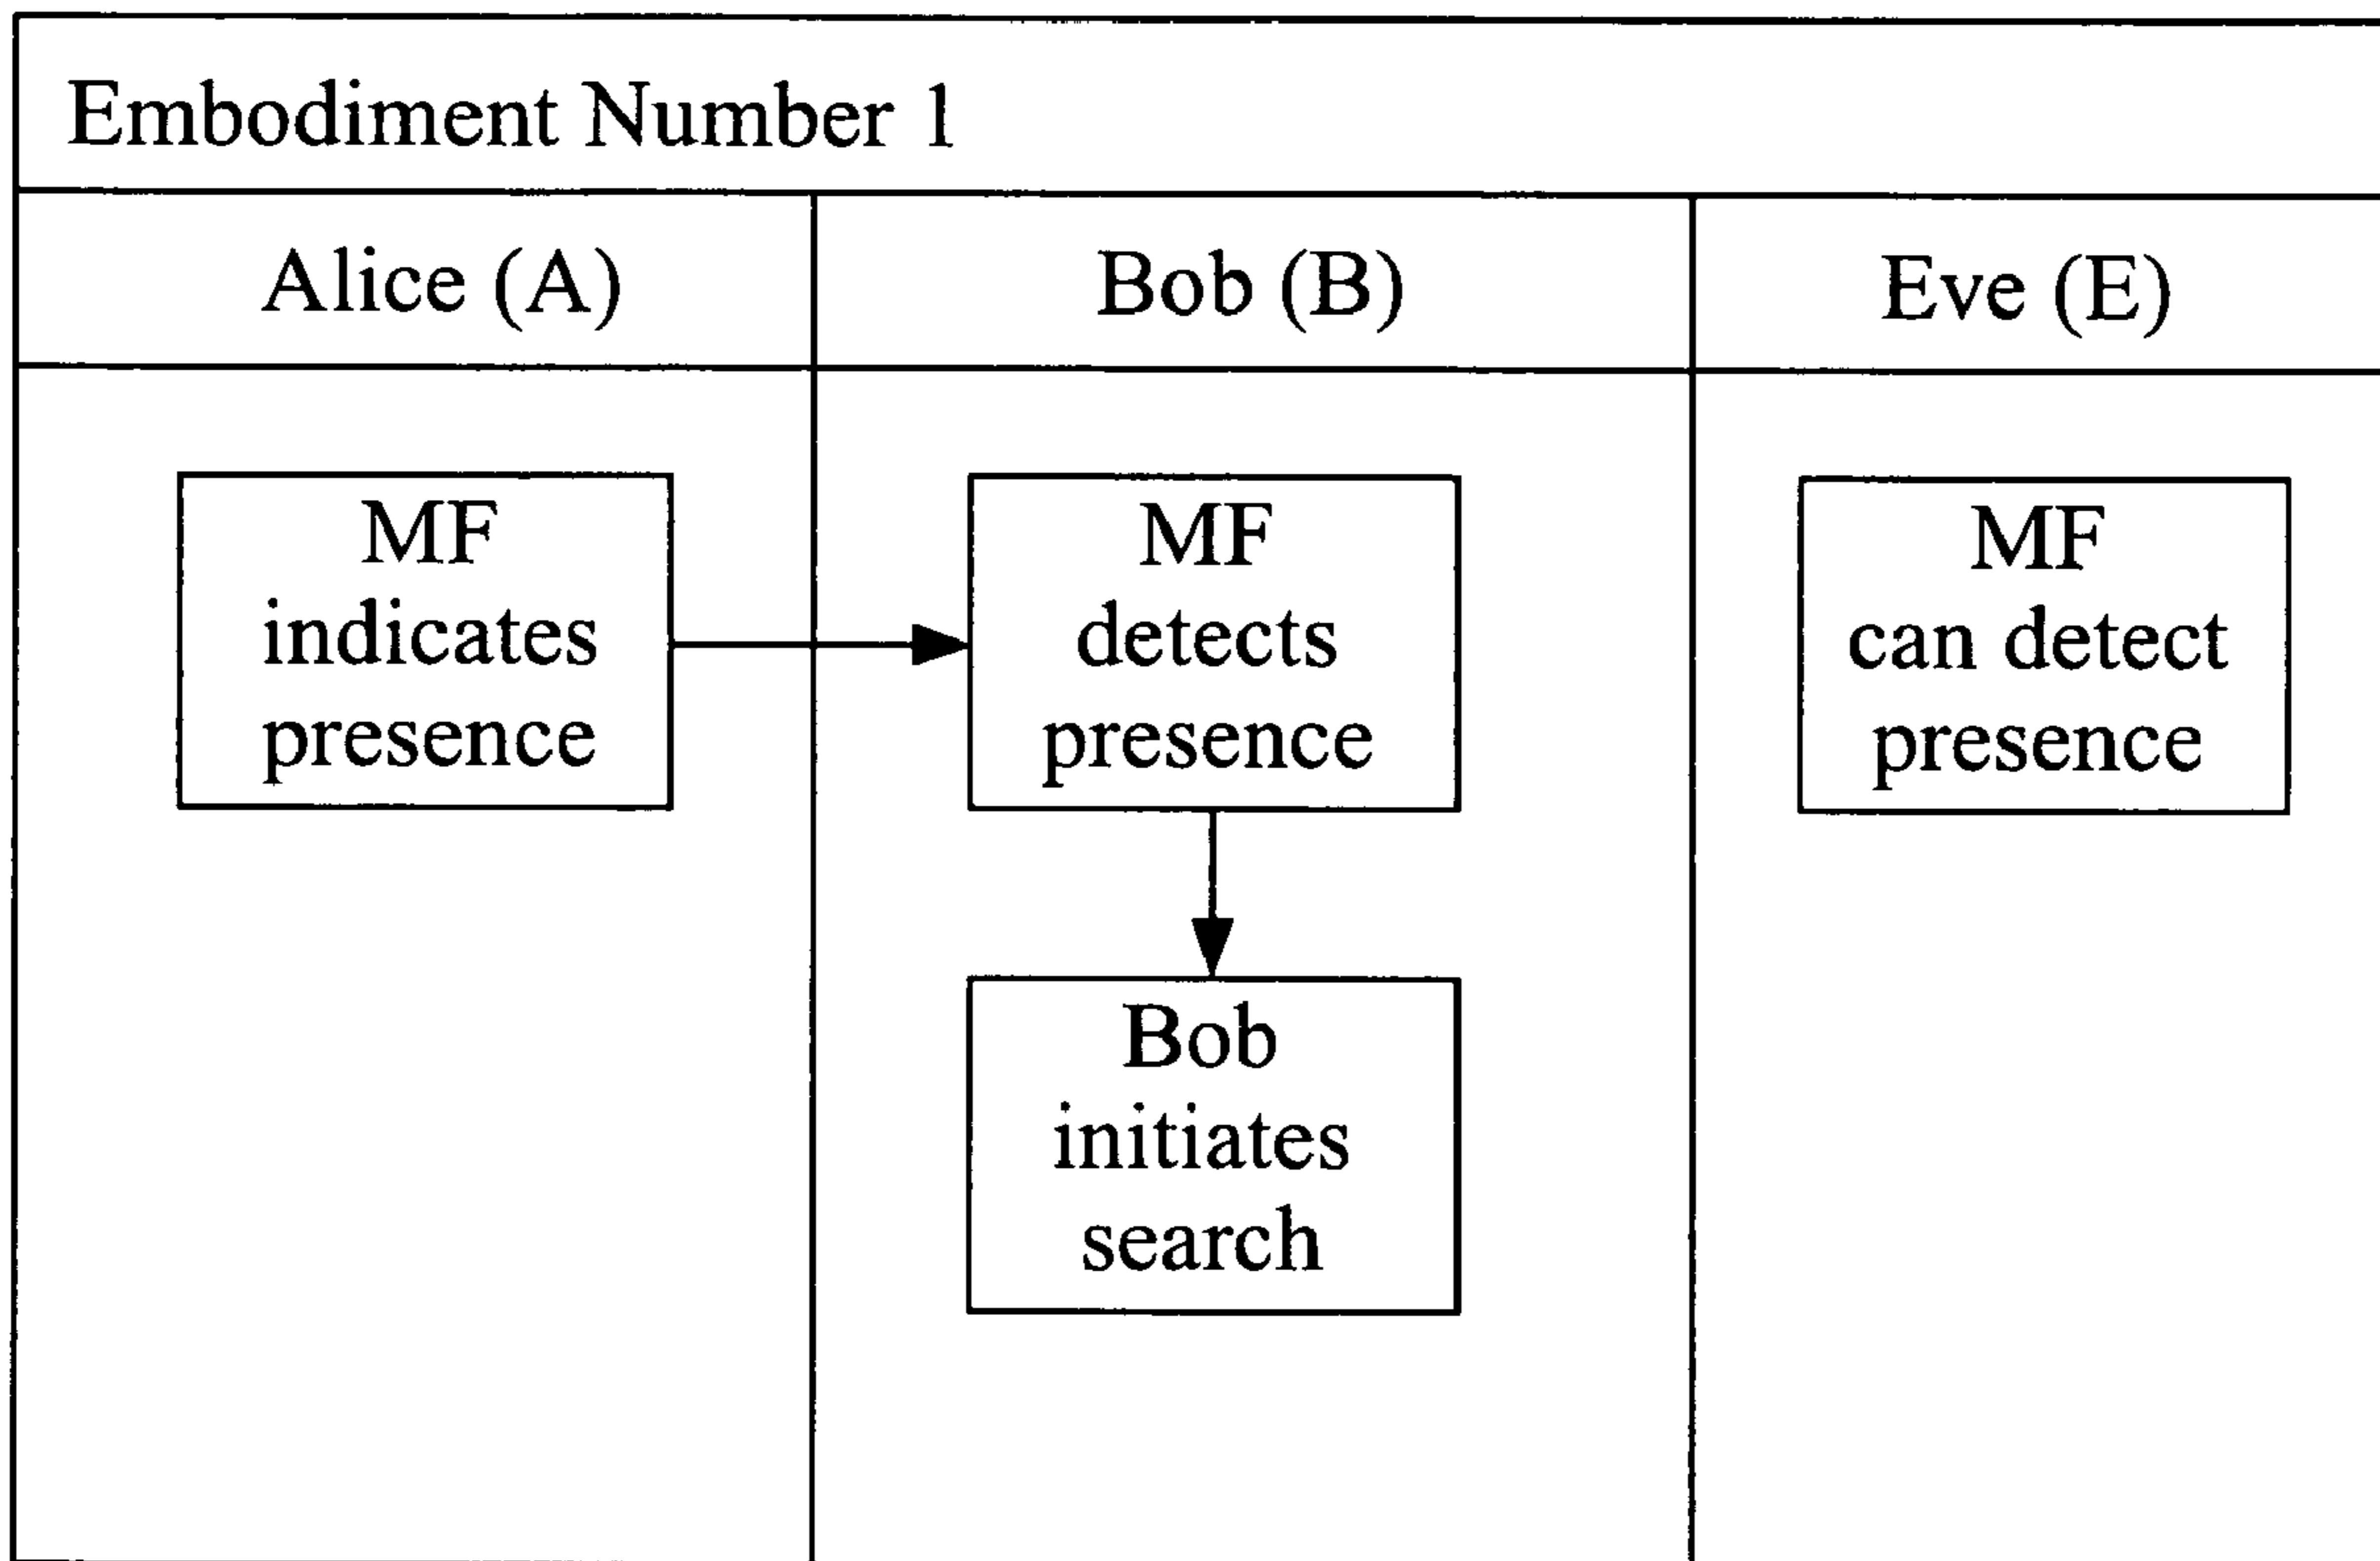 Embodiment Number 1
Alice (A)
Bob (B)
Eve (E)
MF
indicates
presence
MF
detects
presence
MF
can detect
presence
Bob
initiates
search